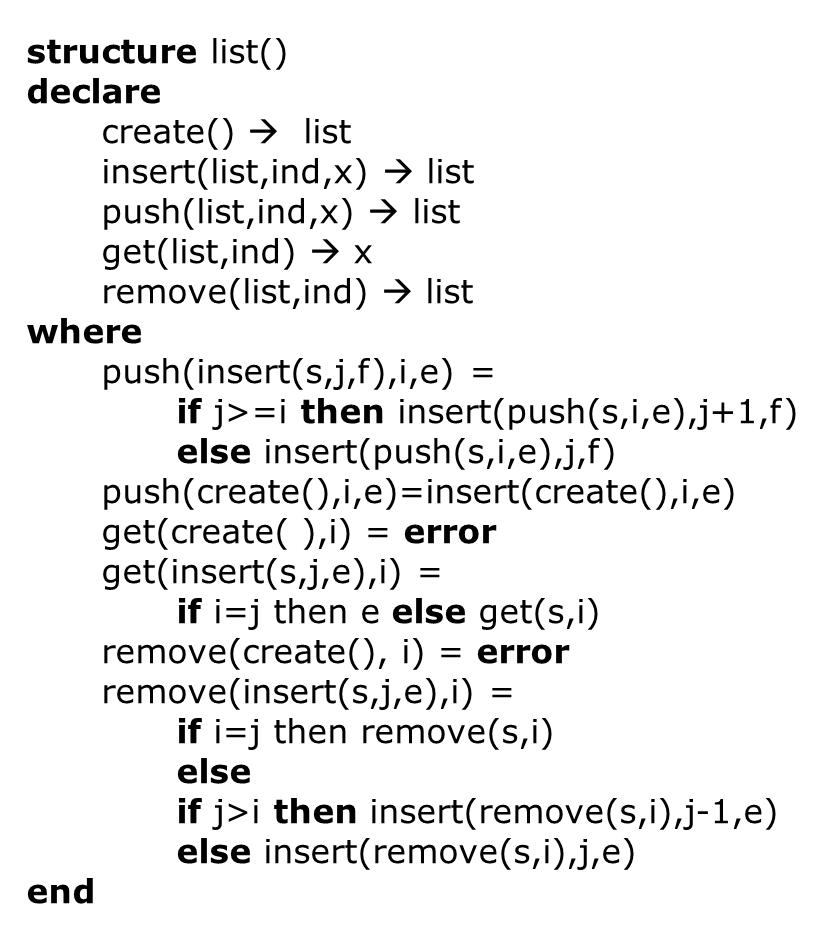 structure list()
declare
create() → list
insert(list,ind,x) → list
push(list,ind,x) → list
get(list,ind) → x
remove(list,ind) → list
where
push(insert(s,j,f),i,e) =
if j>=i then insert(push(s,i,e),j+1,f)
else insert(push(s,i,e),j,f)
push(create(),i,e)=insert(create(),i,e)
get(create( ),i) = error
get(insert(s,j,e),i) =
if i=j then e else get(s,i)
remove(create(), i) = error
remove(insert(s,j,e),i) =
if i=j then remove(s,i)
else
if j>i then insert(remove(s,i),j-1,e)
else insert(remove(s,i),j,e)
end